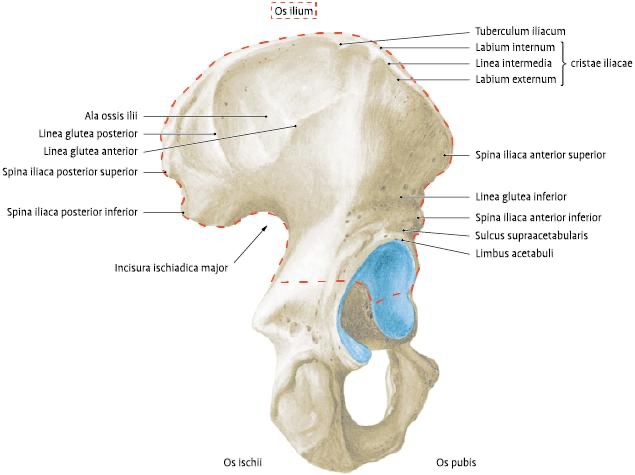 Os ilium
Tuberculum iliacum
Labium internum
Linea intermedia
cristae iliacae
Labium externum
Ala ossis ilii
Linea glutea posterior
Linea glutea anterior
Spina iliaca anterior superior
Spina iliaca posterior superior
Linea glutea inferior
Spina iliaca posterior inferior
Spina iliaca anterior inferior
Sulcus supraacetabularis
Limbus acetabuli
Incisura ischiadica major
Os ischii
Os pubis